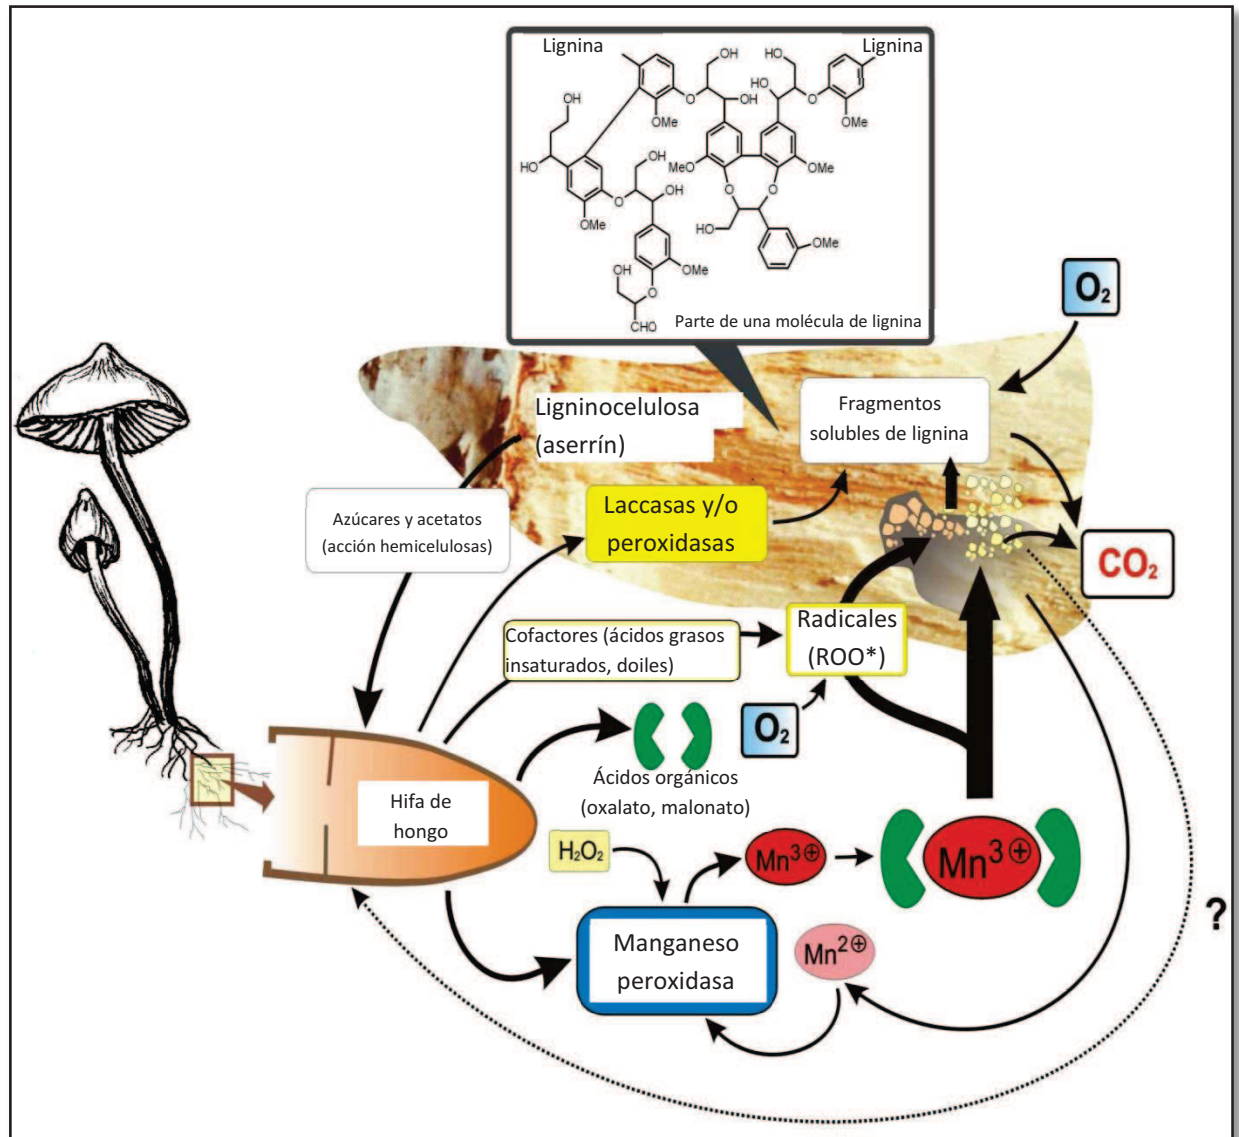 Lignina
Lignina
OH
HO
OH
HO
O
OH
O
OH
OMe
OMe
OH
HO
OH
MeO
OMe
O
OH
O
O
OMe
HO
OMe
OMe
OH
O
CHO
Parte de una molécula de lignina
O2
Ligninocelulosa
(aserrín)
Fragmentos
solubles de lignina
Azúcares y acetatos
(acción hemicelulosas)
Laccasas y/o
peroxidasas
CO2
Cofactores (ácidos grasos
insaturados, doiles)
Radicales
(ROO*)
O2
Ácidos orgánicos
(oxalato, malonato)
Hifa de
hongo
H2O2
Mn3⊕
Mn3⊕
Manganeso
peroxidasa
Mn2⊕
?